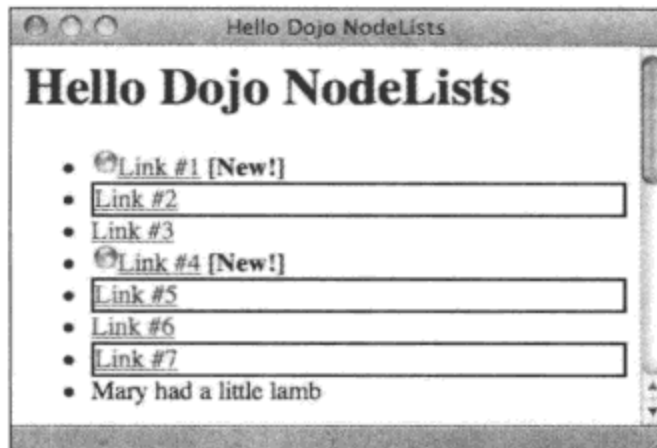 Hello Dojo NodeLists
Hello Dojo NodeLists
Link #1 [New!]
Link #2
Link #3
Link #4 [New!]
Link #5
Link #6
Link #7
Mary had a little lamb